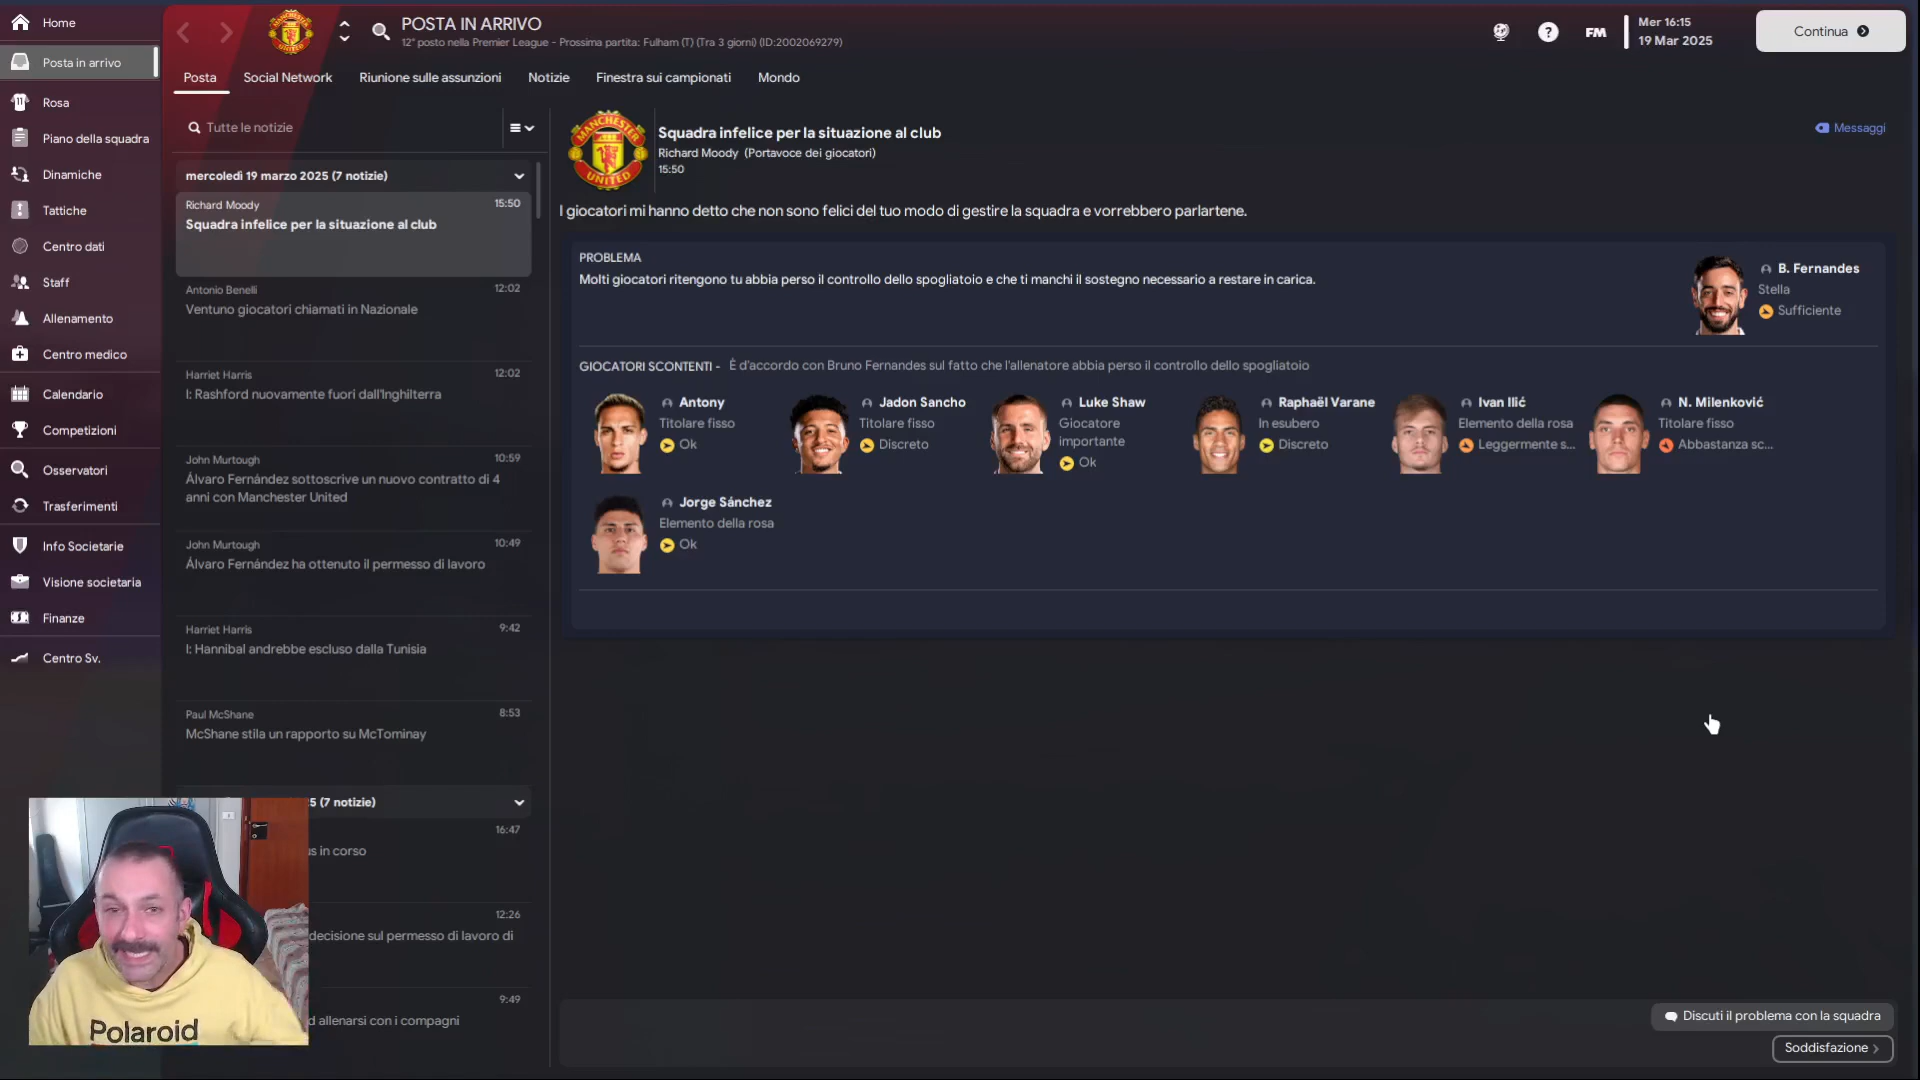 Home
Posta in arrivo
Rosa
Piano della squadra
Dinamiche
Tattiche
Centro dati
Staff
Allenamento
Centro medico
Calendario
Competizioni
Osservatori
Trasferimenti
Info Societarie
Visione societaria
Finanze
Centro Sv.
POSTA IN ARRIVO
12° posto nella Premier League - Prossima partita: Fulham (T) (Tra 3 giorni) (ID:2002069279)
FM
Mer 16:15
19 Mar 2025
Continua
Posta
Social Network
Riunione sulle assunzioni
Notizie
Finestra sui campionati
Mondo
Tutte le notizie
mercoledì 19 marzo 2025 (7 notizie)
Richard Moody 15:50
Squadra infelice per la situazione al club
Antonio Benelli 12:02
Ventuno giocatori chiamati in Nazionale
Harriet Harris 12:02
I: Rashford nuovamente fuori dall'Inghilterra
John Murtough 10:59
Álvaro Fernández sottoscrive un nuovo contratto di 4
anni con Manchester United
John Murtough 10:49
Álvaro Fernández ha ottenuto il permesso di lavoro
Harriet Harris 9:42
I: Hannibal andrebbe escluso dalla Tunisia
Paul McShane 8:53
McShane stila un rapporto su McTominay
5 (7 notizie)
16:47
us in corso
12:26
decisione sul permesso di lavoro di
9:49
d allenarsi con i compagni
Polaroid
MANCHESTER
UNITED
Squadra infelice per la situazione al club
Richard Moody (Portavoce dei giocatori)
15:50
Messaggi
I giocatori mi hanno detto che non sono felici del tuo modo di gestire la squadra e vorrebbero parlartene.
PROBLEMA
Molti giocatori ritengono tu abbia perso il controllo dello spogliatoio e che ti manchi il sostegno necessario a restare in carica.
B. Fernandes
Stella
Sufficiente
GIOCATORI SCONTENTI - È d'accordo con Bruno Fernandes sul fatto che l'allenatore abbia perso il controllo dello spogliatoio
Antony
Titolare fisso
Ok
Jadon Sancho
Titolare fisso
Discreto
Luke Shaw
Giocatore
importante
Ok
Raphaël Varane
In esubero
Discreto
Ivan Ilić
Elemento della rosa
Leggermente s...
N. Milenković
Titolare fisso
Abbastanza sc...
Jorge Sánchez
Elemento della rosa
Ok
Discuti il problema con la squadra
Soddisfazione